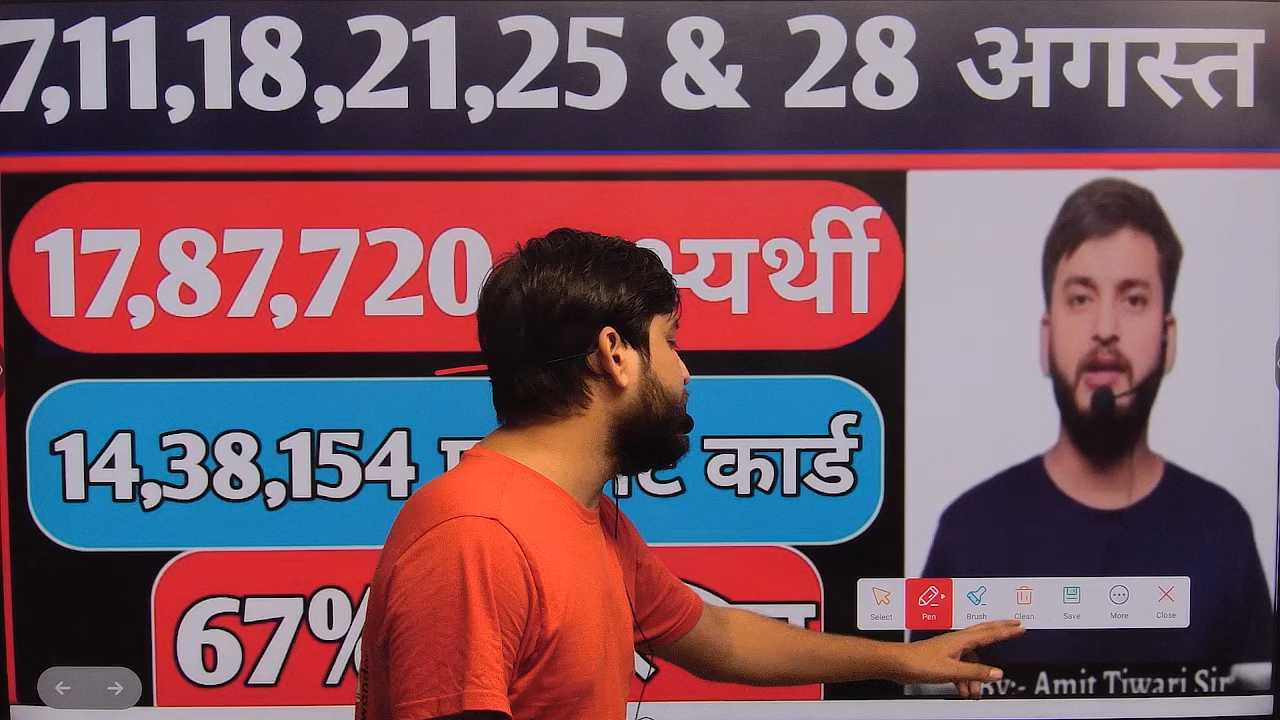 7,11,18,21,25 & 28 अगस्त
17,87,720
14,38,154 कार्ड
67%
Select Pen Brush Clean Save More Close
By:- Amit Tiwari Sir